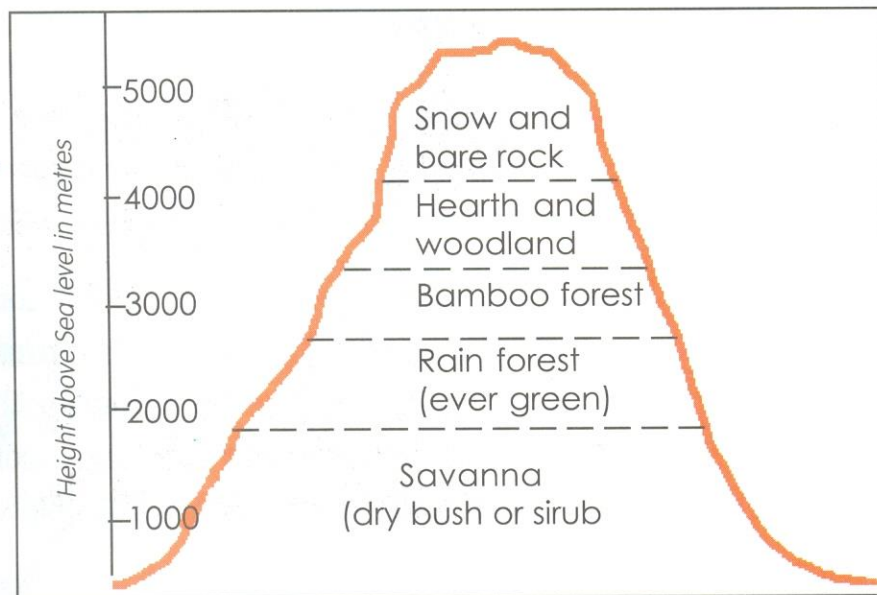 Height above Sea level in metres
5000
4000
3000
2000
1000
Snow and
bare rock
Hearth and
woodland
Bamboo forest
Rain forest
(ever green)
Savanna
(dry bush or sirub